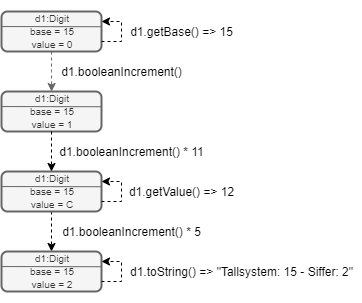 d1:Digit
base = 15
value = 0
d1.getBase() => 15
d1.booleanIncrement()
d1:Digit
base = 15
value = 1
d1.booleanIncrement() * 11
d1:Digit
base = 15
value = C
d1.getValue() => 12
d1.booleanIncrement() * 5
d1:Digit
base = 15
value = 2
d1.toString() => "Tallsystem: 15 - Siffer: 2"